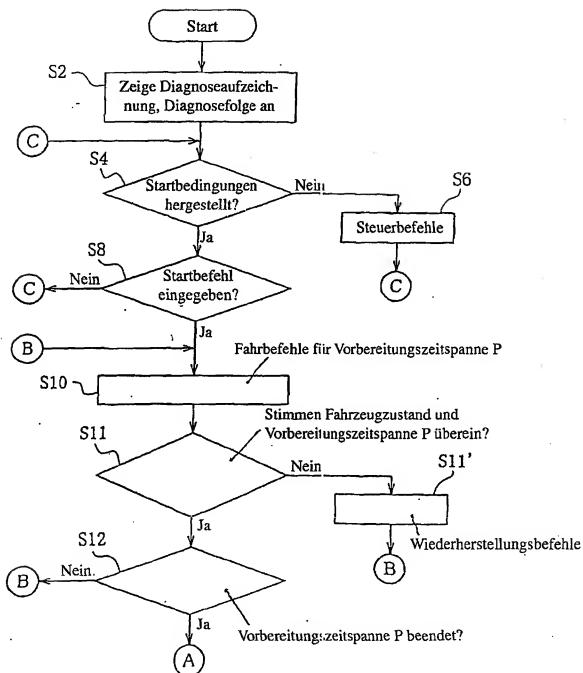 Start
S2
Zeige Diagnoseaufzeich-
nung, Diagnosefolge an
C
S4
Startbedingungen
hergestellt?
Nein
S6
Steuerbefehle
C
Ja
S8
Startbefehl
eingegeben?
Nein
C
Ja
B
Fahrbefehle für Vorbereitungszeitspanne P
S10
Stimmen Fahrzeugzustand und
Vorbereitungszeitspanne P überein?
S11
Nein
S11'
Wiederherstellungsbefehle
B
Ja
S12
Nein
B
Ja
Vorbereitungszeitspanne P beendet?
A